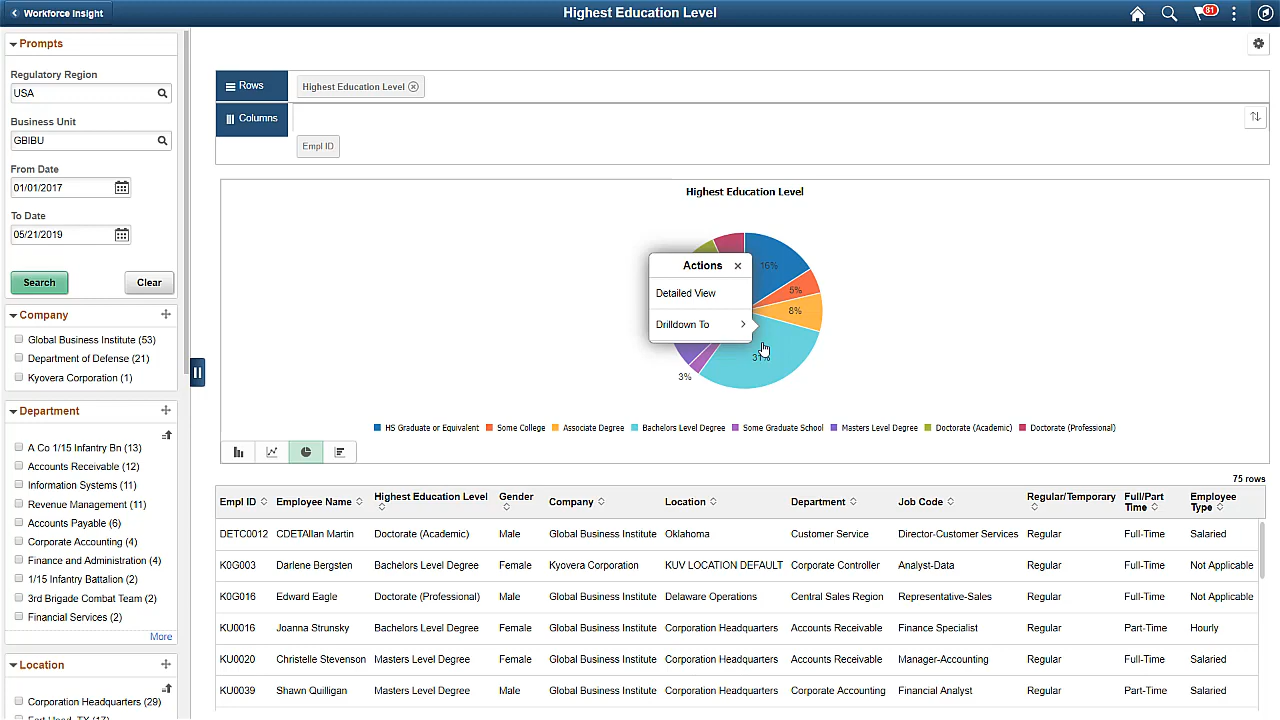 Workforce Insight
Highest Education Level
81
Prompts
Regulatory Region
USA
Business Unit
GBIBU
From Date
01/01/2017
To Date
05/21/2019
Search
Clear
Company
Global Business Institute (53)
Department of Defense (21)
Kyovera Corporation (1)
Department
A Co 1/15 Infantry Bn (13)
Accounts Receivable (12)
Information Systems (11)
Revenue Management (11)
Accounts Payable (6)
Corporate Accounting (4)
Finance and Administration (4)
1/15 Infantry Battalion (2)
3rd Brigade Combat Team (2)
Financial Services (2)
More
Location
Corporation Headquarters (29)
Rows
Highest Education Level
Columns
Empl ID
Highest Education Level
16%
5%
8%
31%
3%
Actions
Detailed View
Drilldown To
HS Graduate or Equivalent Some College Associate Degree Bachelors Level Degree Some Graduate School Masters Level Degree Doctorate (Academic) Doctorate (Professional)
75 rows
Empl ID Employee Name Highest Education Level Gender Company Location Department Job Code Regular/Temporary Full/Part Time Employee Type
DETC0012 CDETAllan Martin Doctorate (Academic) Male Global Business Institute Oklahoma Customer Service Director-Customer Services Regular Full-Time Salaried
K0G003 Darlene Bergsten Bachelors Level Degree Female Kyovera Corporation KUV LOCATION DEFAULT Corporate Controller Analyst-Data Regular Full-Time Not Applicable
K0G016 Edward Eagle Doctorate (Professional) Male Global Business Institute Delaware Operations Central Sales Region Representative-Sales Regular Full-Time Not Applicable
KU0016 Joanna Strunsky Bachelors Level Degree Female Global Business Institute Corporation Headquarters Accounts Receivable Finance Specialist Regular Part-Time Hourly
KU0020 Christelle Stevenson Masters Level Degree Female Global Business Institute Corporation Headquarters Accounts Receivable Manager-Accounting Regular Full-Time Salaried
KU0039 Shawn Quilligan Masters Level Degree Male Global Business Institute Corporation Headquarters Corporate Accounting Financial Analyst Regular Part-Time Salaried